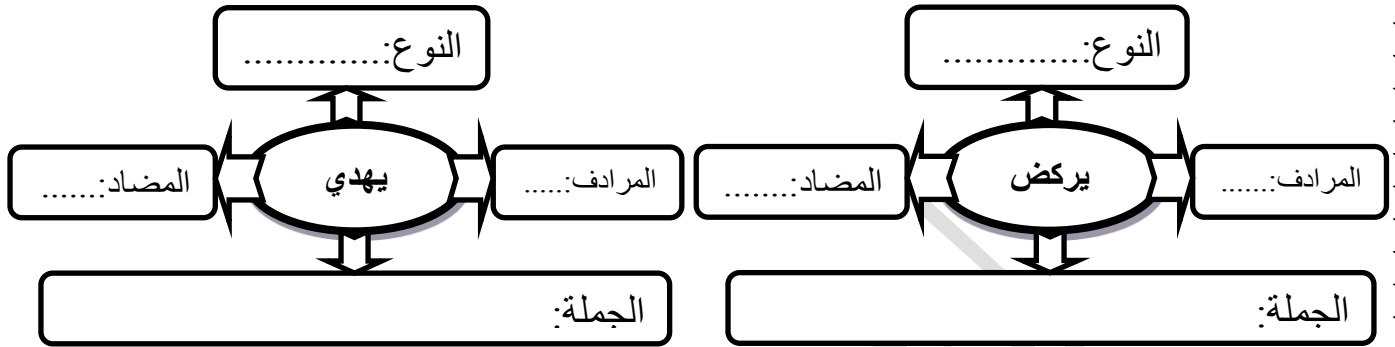 النوع:..............
المرادف:......
يركض
المضاد:.......
الجملة:
النوع:..............
المرادف:.....
يهدي
المضاد:.......
الجملة: